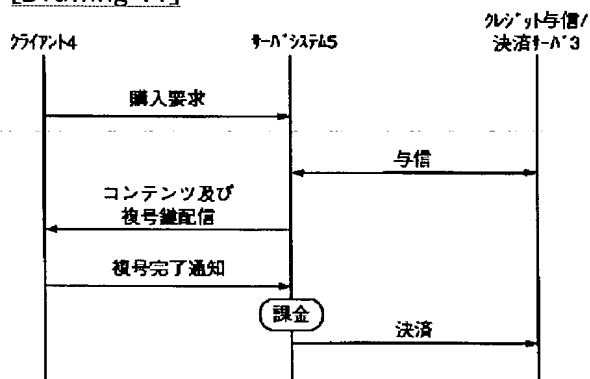 [Drawing 11]
ｸﾚｼﾞｯﾄ与信/
ｸﾗｲｱﾝﾄ4
ｻｰﾊﾞｼｽﾃﾑ5
決済ｻｰﾊﾞ3
購入要求
与信
コンテンツ及び
復号鍵配信
復号完了通知
課金
決済